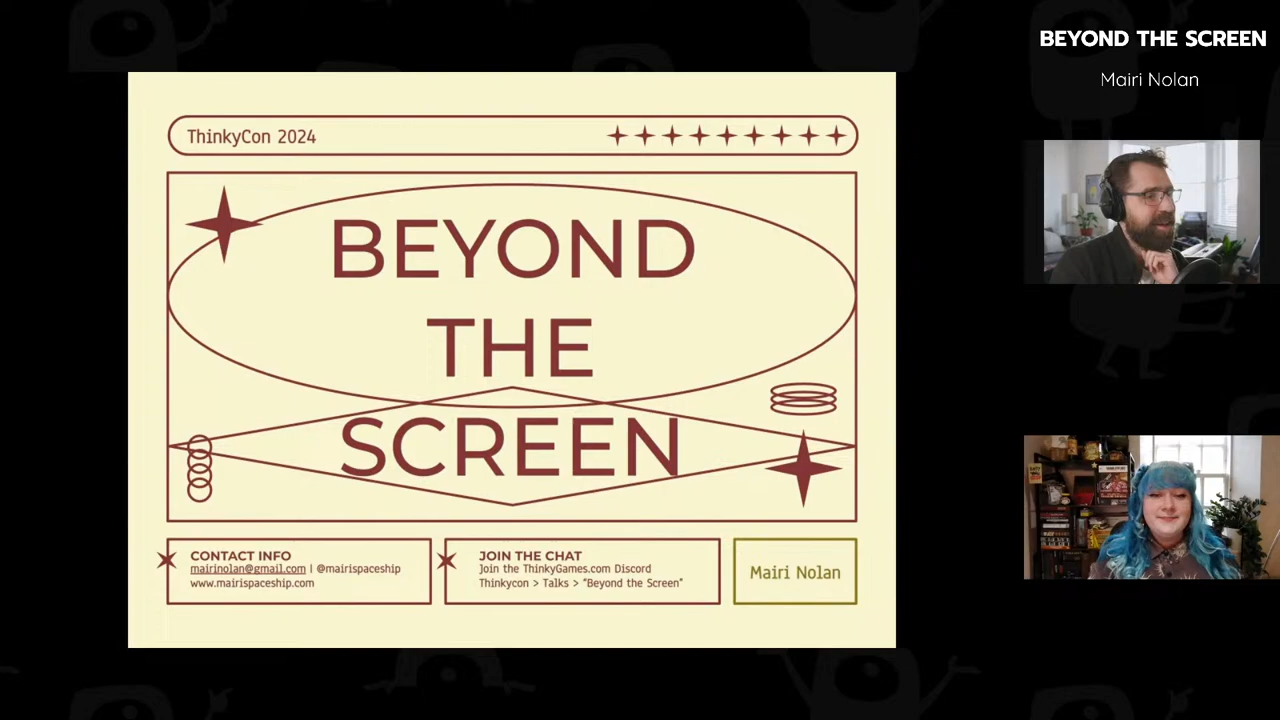 BEYOND THE SCREEN
Mairi Nolan
ThinkyCon 2024
BEYOND
THE
SCREEN
CONTACT INFO
mairinolan@gmail.com | @mairispaceship
www.mairispaceship.com
JOIN THE CHAT
Join the ThinkyGames.com Discord
Thinkycon > Talks > "Beyond the Screen"
Mairi Nolan